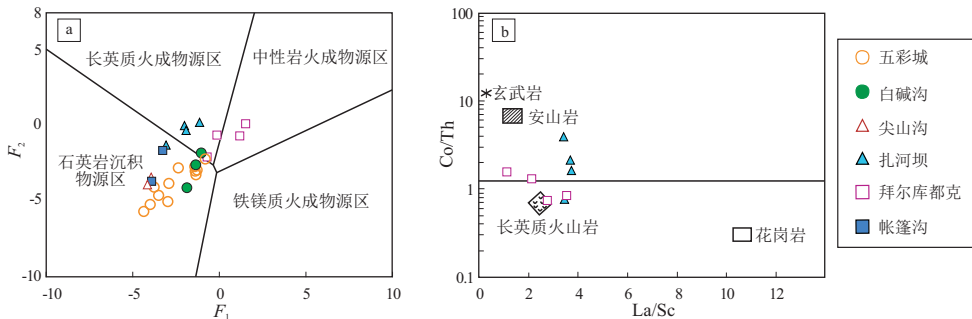 a
8
5
0
-5
-10
-10
-5
0
5
10
F2
F1
长英质火成物源区
中性岩火成物源区
石英岩沉积
物源区
铁镁质火成物源区
b
100
10
1
0.1
0
2
4
6
8
10
12
Co/Th
La/Sc
玄武岩
安山岩
长英质火山岩
花岗岩
五彩城
白碱沟
尖山沟
扎河坝
拜尔库都克
帐篷沟